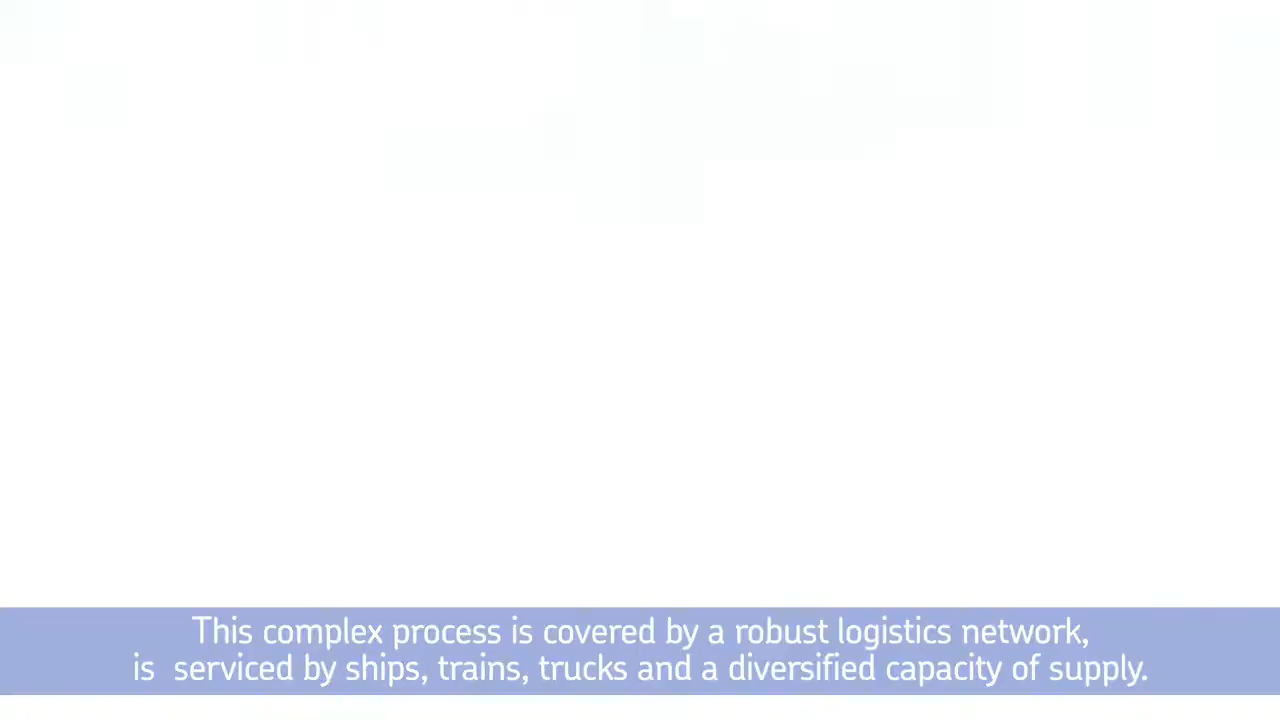 This complex process is covered by a robust logistics network,
is  serviced by ships, trains, trucks and a diversified capacity of supply.